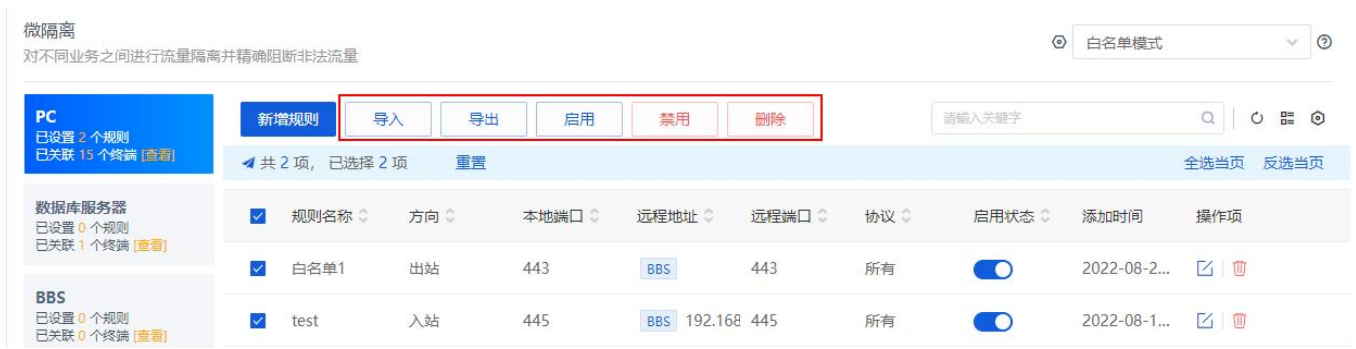 微隔离
对不同业务之间进行流量隔离并精确阻断非法流量
白名单模式
PC
已设置 2 个规则
已关联 15 个终端 [查看]
数据库服务器
已设置 0 个规则
已关联 1 个终端 [查看]
BBS
已设置 0 个规则
已关联 0 个终端 [查看]
新增规则 导入 导出 启用 禁用 删除 请输入关键字
共 2 项, 已选择 2 项 重置 全选当页 反选当页
规则名称 方向 本地端口 远程地址 远程端口 协议 启用状态 添加时间 操作项
白名单1 出站 443 BBS 443 所有 2022-08-2...
test 入站 445 BBS 192.168 445 所有 2022-08-1...